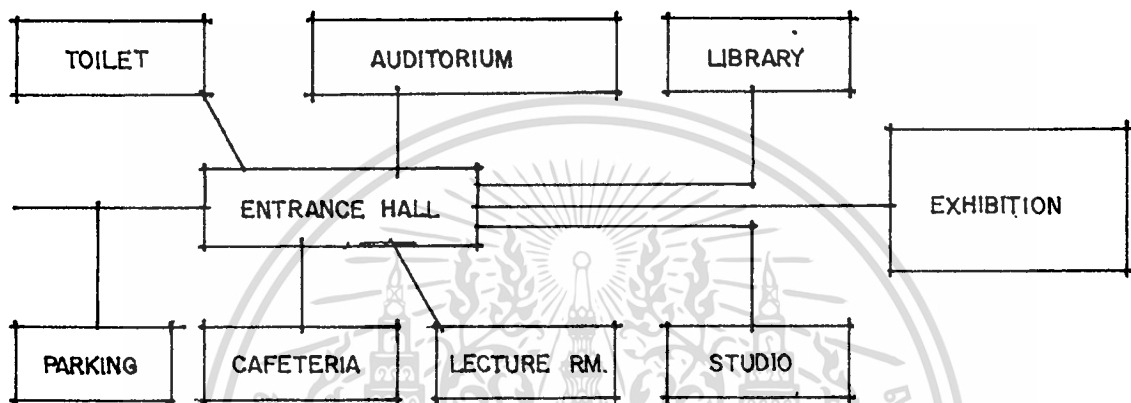 TOILET
AUDITORIUM
LIBRARY
ENTRANCE HALL
EXHIBITION
PARKING
CAFETERIA
LECTURE RM.
STUDIO